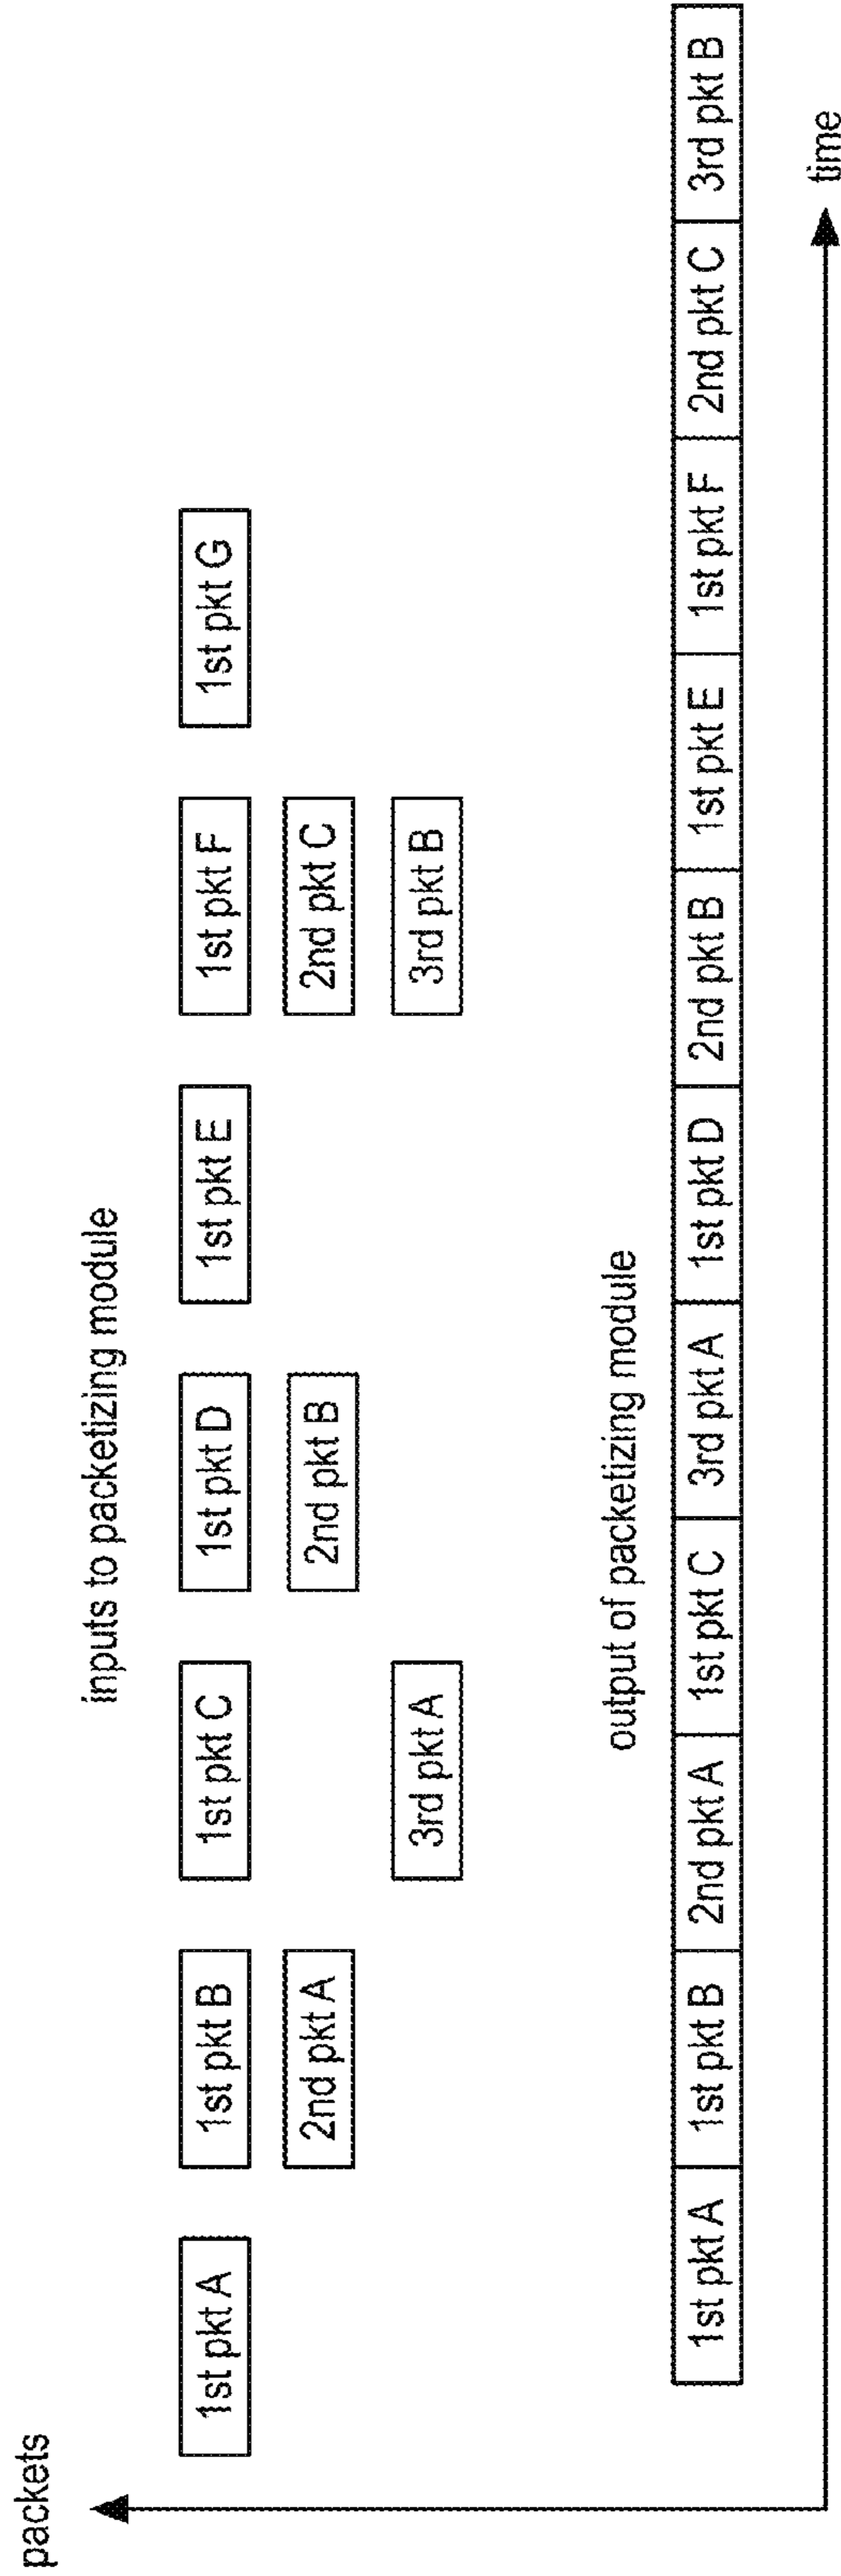 packets
inputs to packetizing module
1st pkt A
1st pkt B
1st pkt C
1st pkt D
1st pkt E
1st pkt F
1st pkt G
2nd pkt A
2nd pkt B
2nd pkt C
3rd pkt A
3rd pkt B
output of packetizing module
1st pkt A
1st pkt B
2nd pkt A
1st pkt C
3rd pkt A
1st pkt D
2nd pkt B
1st pkt E
1st pkt F
2nd pkt C
3rd pkt B
time